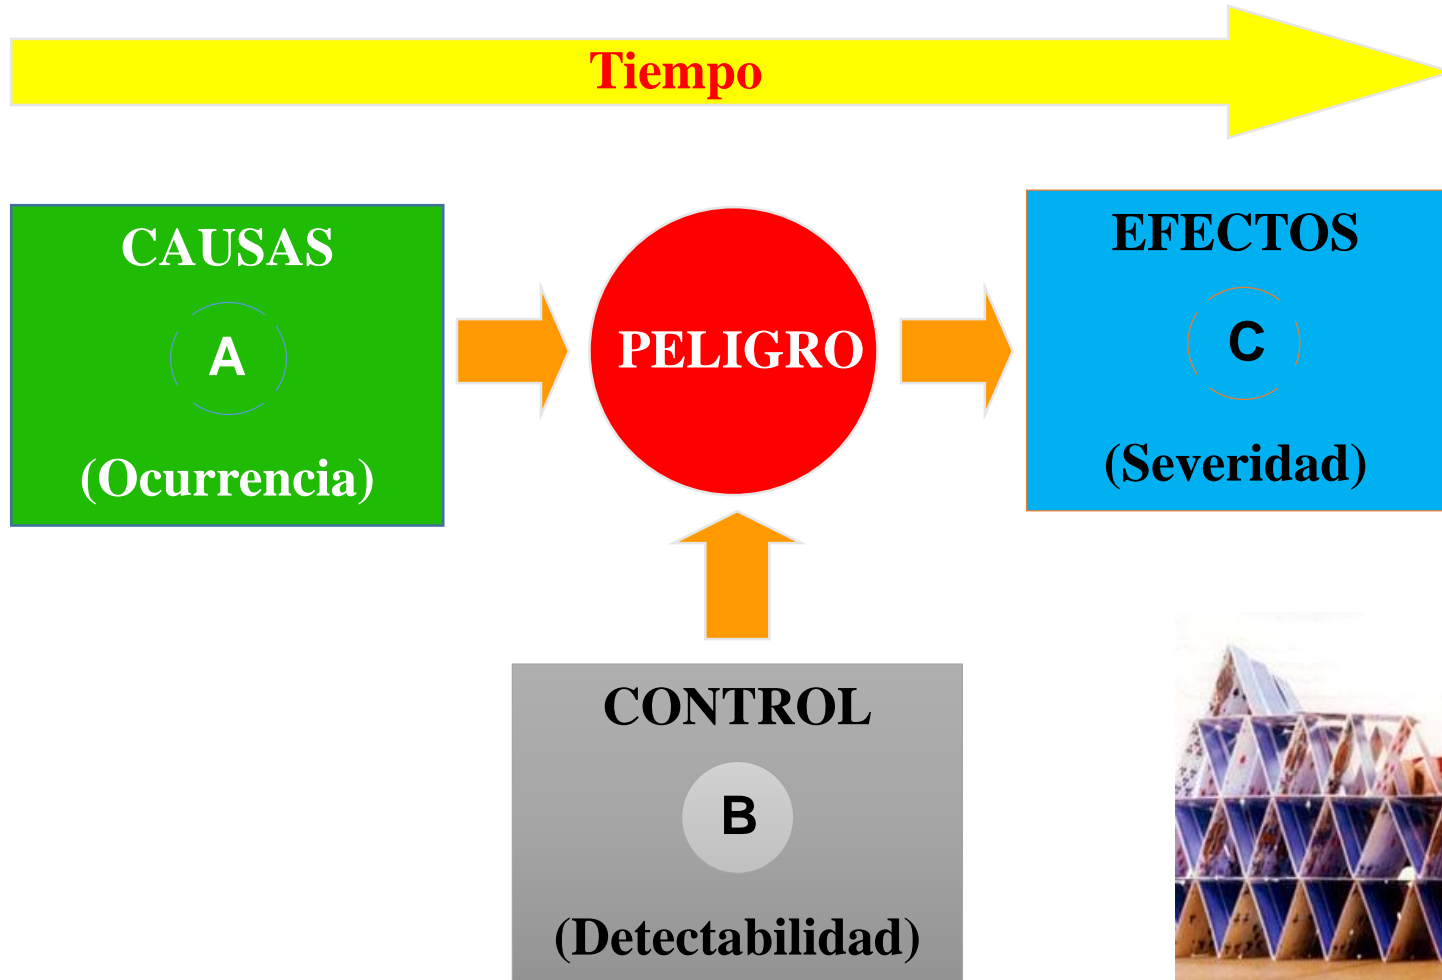 Tiempo
CAUSAS
A
(Ocurrencia)
PELIGRO
EFECTOS
C
(Severidad)
CONTROL
B
(Detectabilidad)